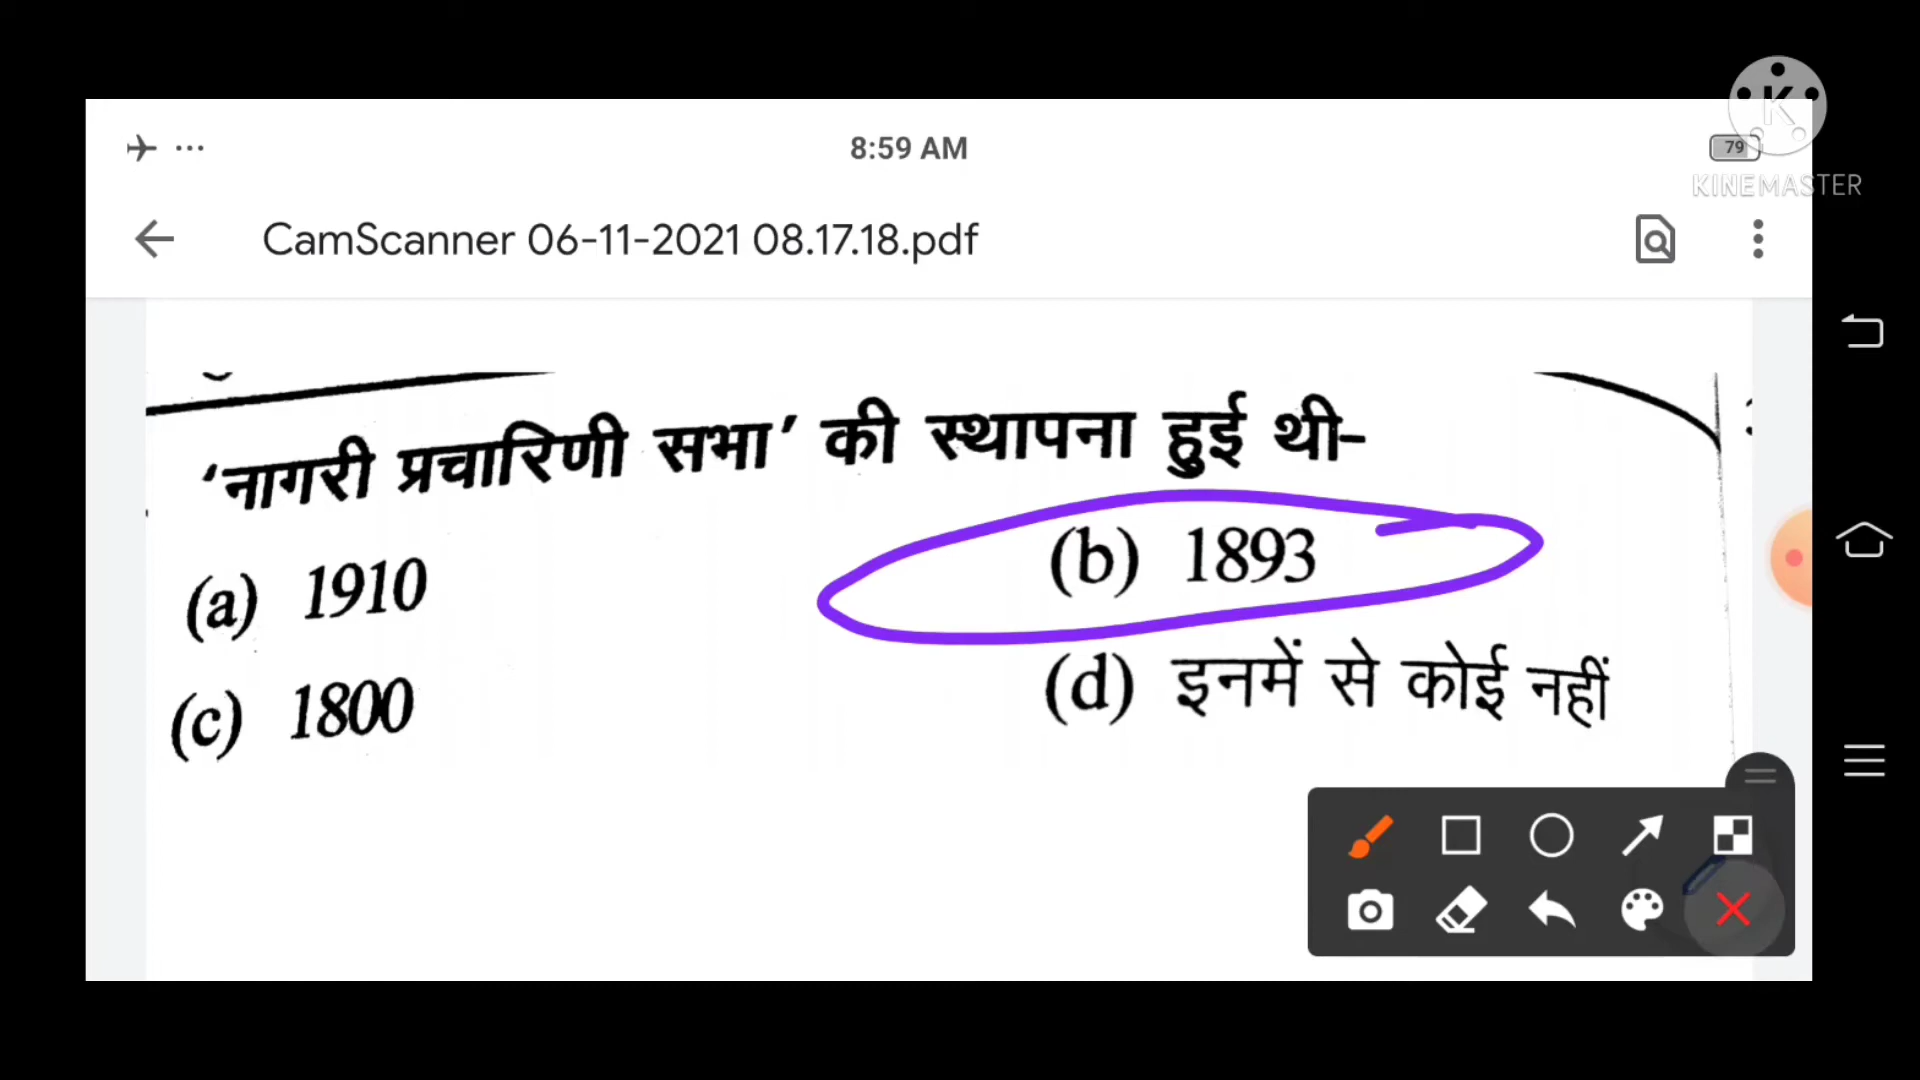 8:59 AM
79
K
KINEMASTER
CamScanner 06-11-2021 08.17.18.pdf
‘नागरी प्रचारिणी सभा’ की स्थापना हुई थी-
(a) 1910 (b) 1893
(c) 1800 (d) इनमें से कोई नहीं